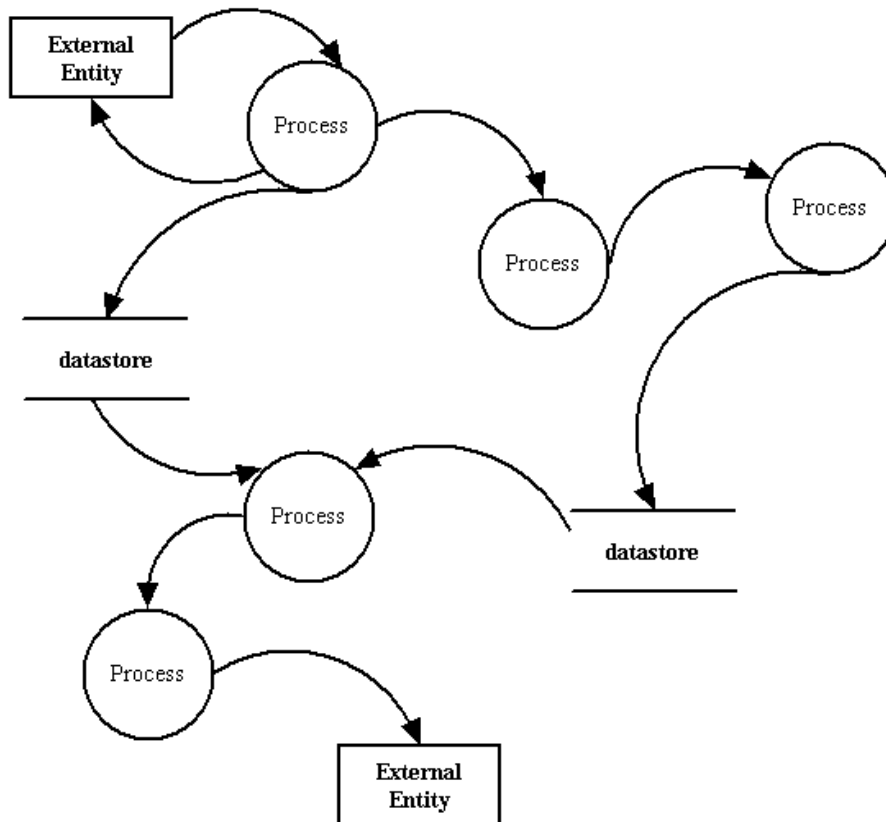 External
Entity
Process
Process
Process
datastore
Process
datastore
Process
External
Entity